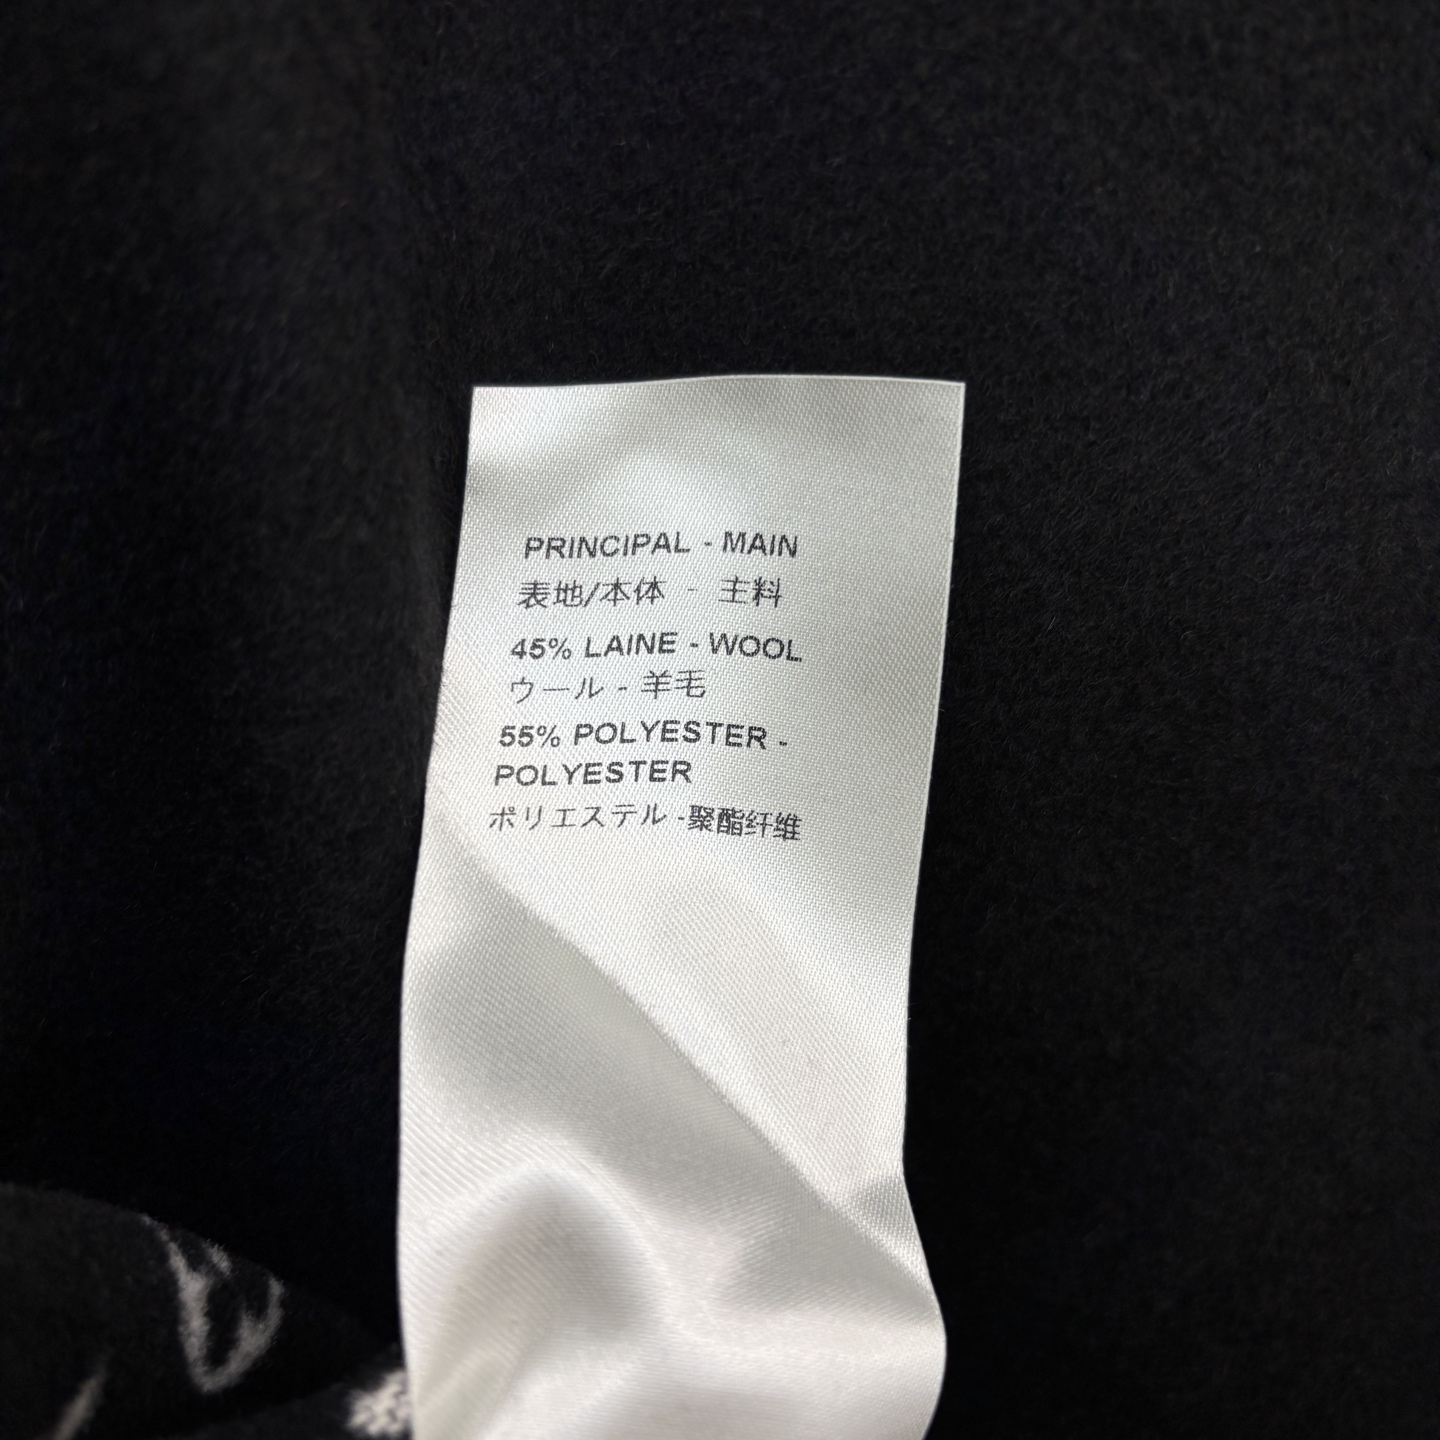 PRINCIPAL - MAIN
表地/本体 - 主料
45% LAINE - WOOL
ウール - 羊毛
55% POLYESTER -
POLYESTER
ポリエステル -聚酯纤维